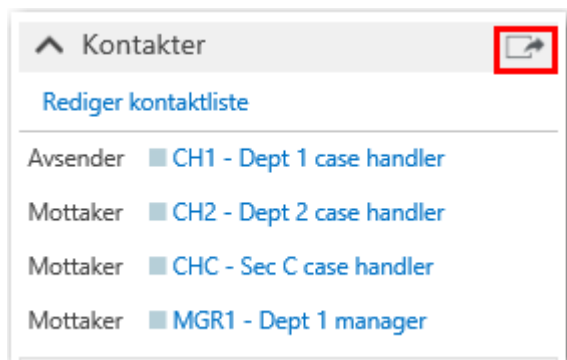 Kontakter
Rediger kontaktliste
Avsender CH1 - Dept 1 case handler
Mottaker CH2 - Dept 2 case handler
Mottaker CHC - Sec C case handler
Mottaker MGR1 - Dept 1 manager